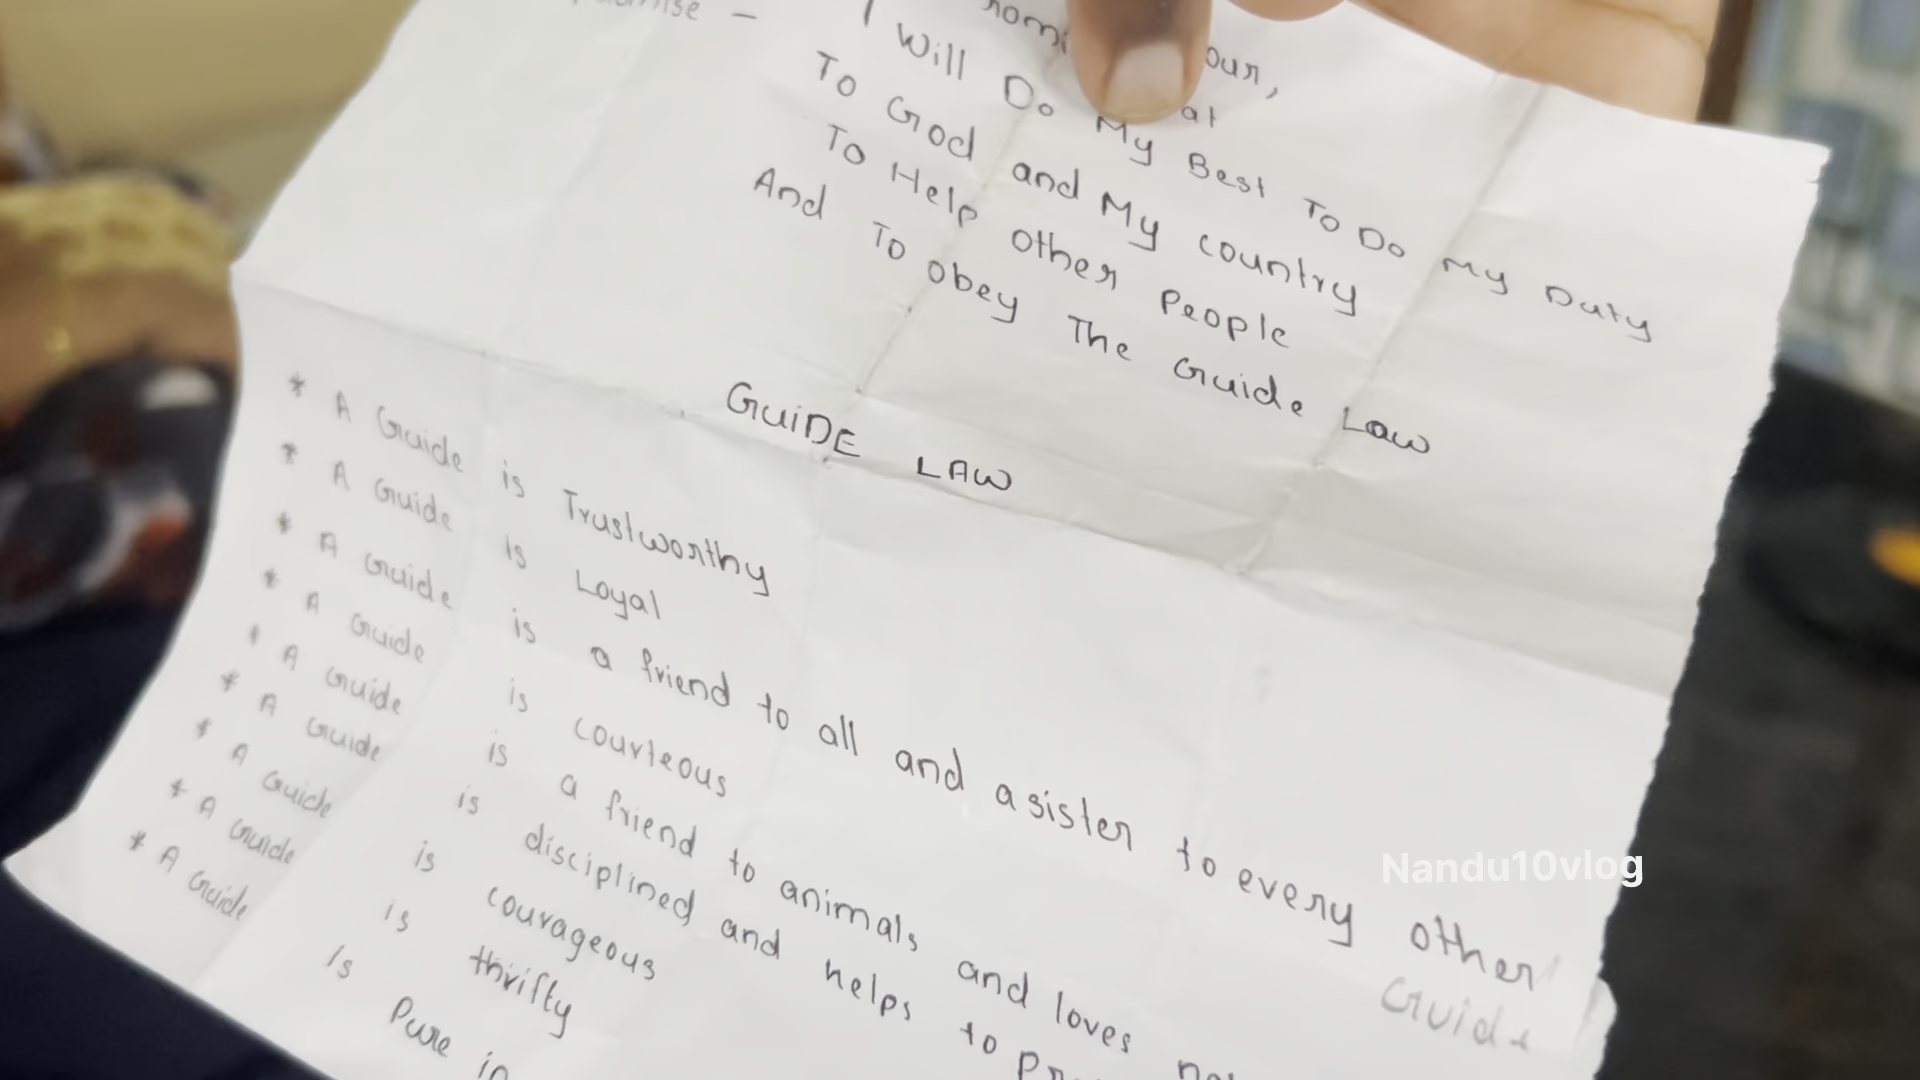 our,
I
at
Will Do My Best To Do My Duty
To God and My country
To Help Other People
And To obey The Guide Law
GUIDE LAW
* A Guide is Trustworthy
* A Guide is Loyal
* A Guide is a friend to all and a sister to every other Guide
* A Guide is courteous
* A Guide is a friend to animals and loves
* A Guide is disciplined and helps to
* A Guide is courageous
* A Guide is thrifty
* A Guide is Pure in
Nandu10vlog